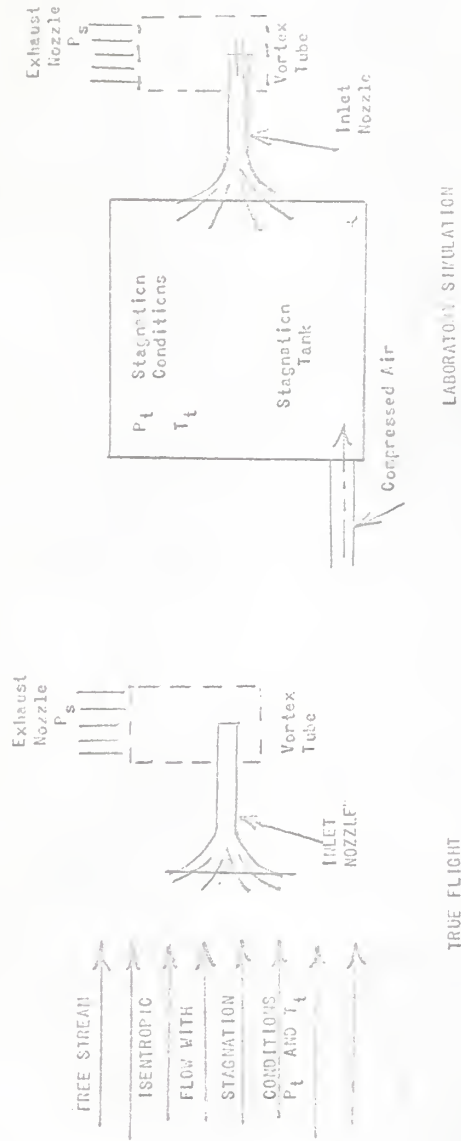 FREE STREAM
ISENTROPIC
FLOW WITH
STAGNATION
CONDITIONS
Pt AND Tt
Exhaust
Nozzle
Ps
Vortex
Tube
INLET
NOZZLE
TRUE FLIGHT
Pt Stagnation
Tt Conditions
Stagnation
Tank
Compressed Air
Exhaust
Nozzle
Ps
Vortex
Tube
Inlet
Nozzle
LABORATORY SIMULATION